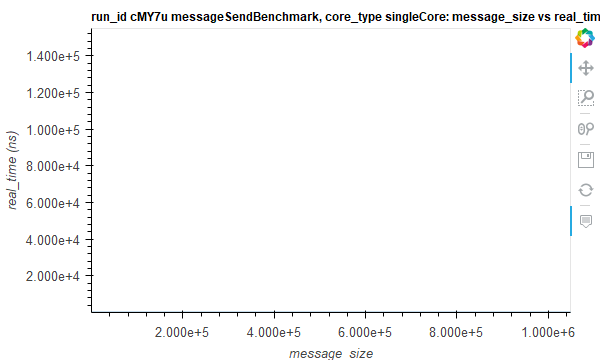 run_id cMY7u messageSendBenchmark, core_type singleCore: message_size vs real_tim
1.400e+5
1.200e+5
1.000e+5
8.000e+4
6.000e+4
4.000e+4
2.000e+4
real_time (ns)
2.000e+5 4.000e+5 6.000e+5 8.000e+5 1.000e+6
message_size